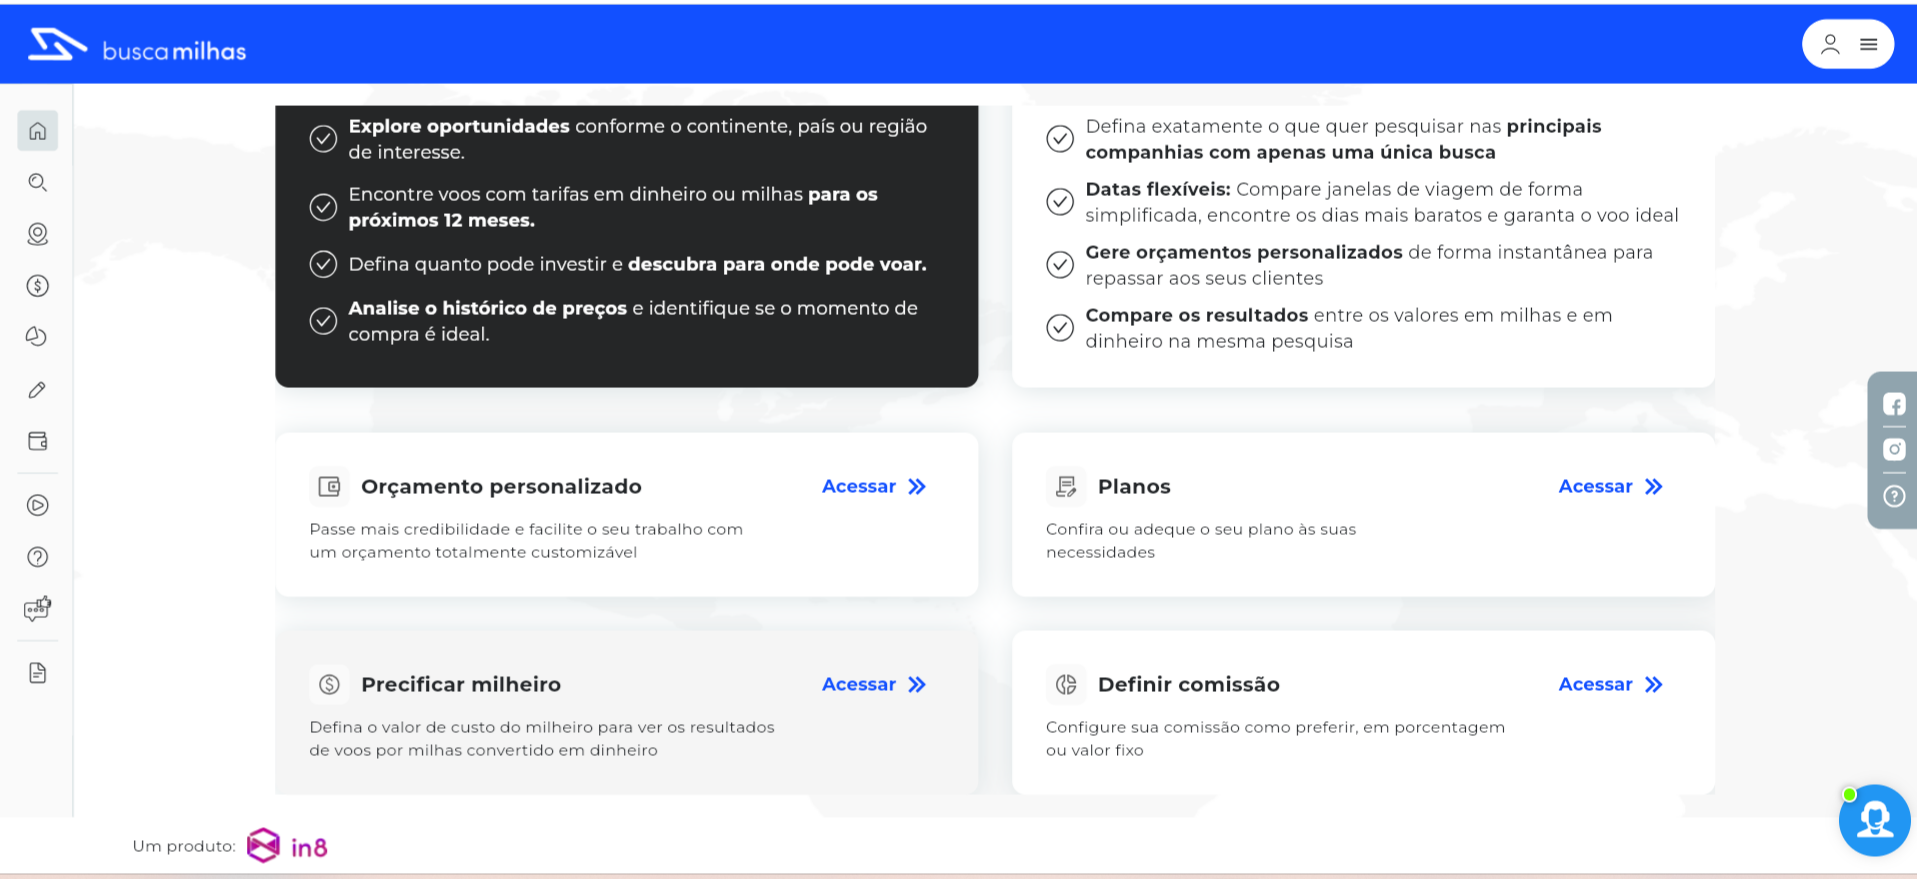 buscamilhas
Explore oportunidades conforme o continente, país ou região
de interesse.
Encontre voos com tarifas em dinheiro ou milhas para os
próximos 12 meses.
Defina quanto pode investir e descubra para onde pode voar.
Analise o histórico de preços e identifique se o momento de
compra é ideal.
Defina exatamente o que quer pesquisar nas principais
companhias com apenas uma única busca
Datas flexíveis: Compare janelas de viagem de forma
simplificada, encontre os dias mais baratos e garanta o voo ideal
Gere orçamentos personalizados de forma instantânea para
repassar aos seus clientes
Compare os resultados entre os valores em milhas e em
dinheiro na mesma pesquisa
Orçamento personalizado
Acessar
Passe mais credibilidade e facilite o seu trabalho com
um orçamento totalmente customizável
Planos
Acessar
Confira ou adeque o seu plano às suas
necessidades
Precificar milheiro
Acessar
Defina o valor de custo do milheiro para ver os resultados
de voos por milhas convertido em dinheiro
Definir comissão
Acessar
Configure sua comissão como preferir, em porcentagem
ou valor fixo
Um produto: in8